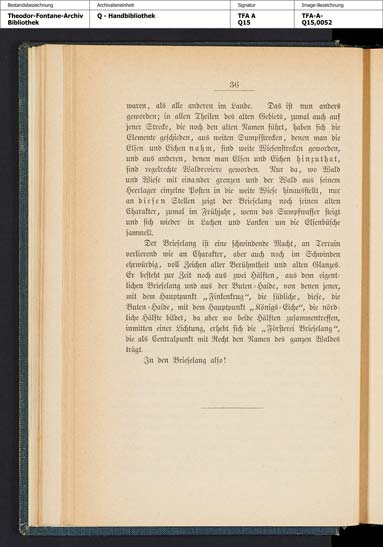 Bestandsbezeichnung Archivalieneinheit Signatur Image-Bezeichnung
Theodor-Fontane-Archiv Q - Handbibliothek TFA A TFA-A-
Bibliothek Q15 Q15,0052
36
waren, als alle anderen im Lande. Das ist nun anders
geworden; in allen Theilen des alten Gebiets, zumal auch auf
jener Strecke, die noch den alten Namen führt, haben sich die
Elemente geschieden, aus weiten Sumpfstrecken, denen man die
Elsen und Eichen nahm, sind weite Wiesenstrecken geworden,
und aus anderen, denen man Elsen und Eichen hinzuthat,
sind regelrechte Waldreviere geworden. Nur da, wo Wald
und Wiese mit einander grenzen und der Wald aus seinem
Heerlager einzelne Posten in die weite Wiese hinausstellt, nur
an diesen Stellen zeigt der Brieselang noch seinen alten
Charakter, zumal im Frühjahr, wenn das Sumpfwasser steigt
und sich wieder in Lachen und Lanken um die Elsenbüsche
sammelt.
Der Brieselang ist eine schwindende Macht, an Terrain
verlierend wie an Charakter, aber auch noch im Schwinden
ehrwürdig, voll Zeichen alter Berühmtheit und alten Glanzes.
Er besteht zur Zeit noch aus zwei Hälften, aus dem eigent-
lichen Brieselang und aus der Buten-Haide, von denen jener,
mit dem Hauptpunkt „Finkenkrug“, die südliche, diese, die
Buten-Haide, mit dem Hauptpunkt „Königs-Eiche“, die nörd-
liche Hälfte bildet, da aber wo beide Hälften zusammentreffen,
inmitten einer Lichtung, erhebt sich die „Försterei Brieselang“,
die als Centralpunkt mit Recht den Namen des ganzen Waldes
trägt.
In den Brieselang also!